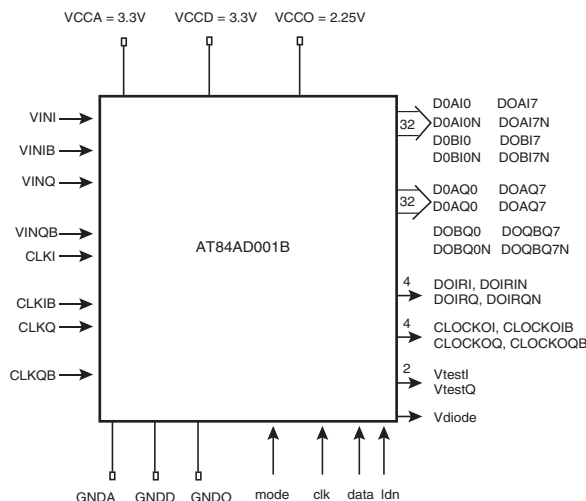 VCCA = 3.3V VCCD = 3.3V VCCO = 2.25V
VINI
VINIB
VINQ
VINQB
CLKI
CLKIB
CLKQ
CLKQB
AT84AD001B
32
D0AI0 DOAI7
D0AI0N DOAI7N
D0BI0 DOBI7
D0BI0N DOBI7N
32
D0AQ0 DOAQ7
D0AQ0 DOAQ7
DOBQ0 DOQBQ7
DOBQ0N DOQBQ7N
4
DOIRI, DOIRIN
DOIRQ, DOIRQN
4
CLOCKOI, CLOCKOIB
CLOCKOQ, CLOCKOQB
2
VtestI
VtestQ
Vdiode
GNDA GNDD GNDO mode clk data ldn